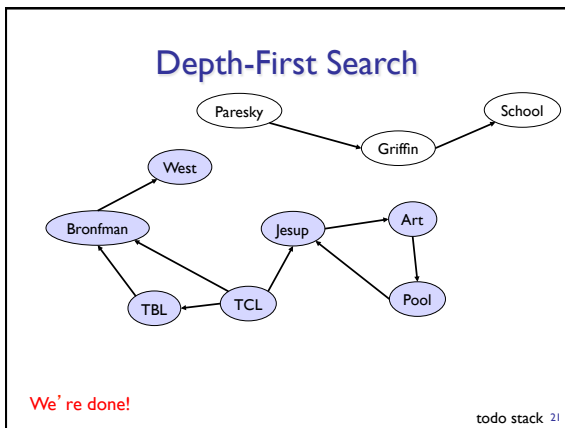 Depth-First Search
Paresky
School
Griffin
West
Bronfman
Jesup
Art
TBL
TCL
Pool
We’ re done!
todo stack 21